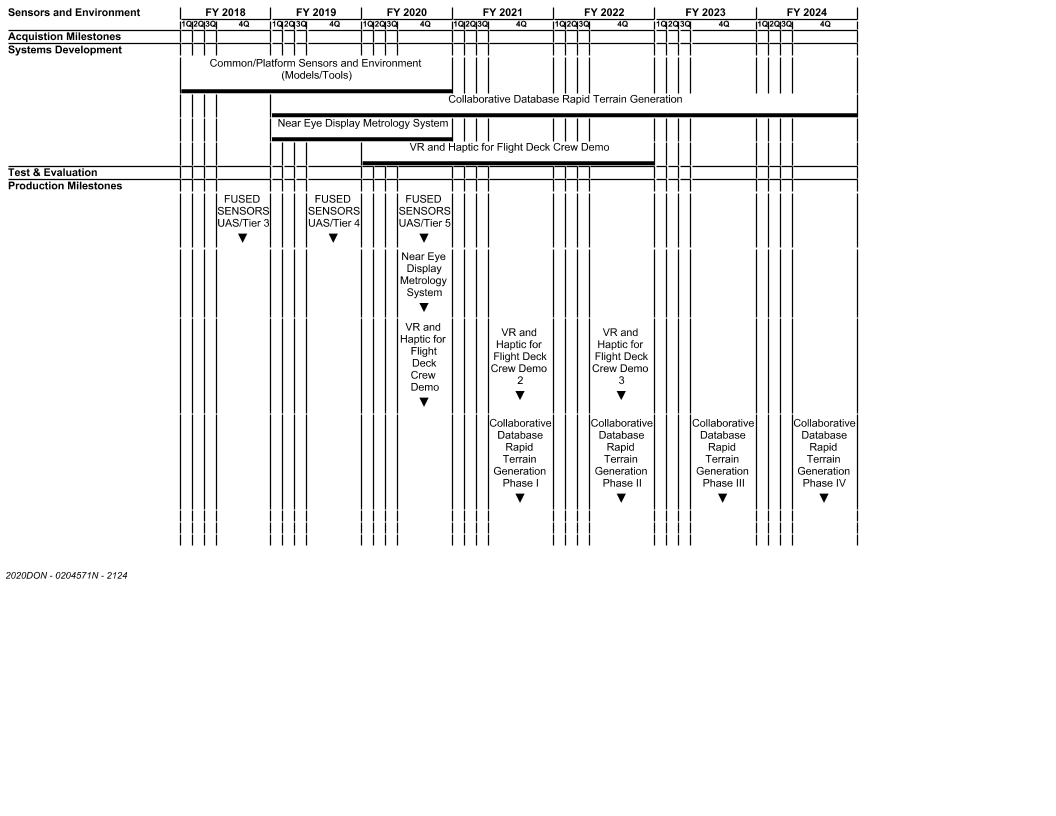 Sensors and Environment FY 2018 FY 2019 FY 2020 FY 2021 FY 2022 FY 2023 FY 2024
1Q 2Q 3Q 4Q 1Q 2Q 3Q 4Q 1Q 2Q 3Q 4Q 1Q 2Q 3Q 4Q 1Q 2Q 3Q 4Q 1Q 2Q 3Q 4Q 1Q 2Q 3Q 4Q
Acquistion Milestones
Systems Development
Common/Platform Sensors and Environment
(Models/Tools)
Collaborative Database Rapid Terrain Generation
Near Eye Display Metrology System
VR and Haptic for Flight Deck Crew Demo
Test & Evaluation
Production Milestones
FUSED
SENSORS
UAS/Tier 3
FUSED
SENSORS
UAS/Tier 4
FUSED
SENSORS
UAS/Tier 5
Near Eye
Display
Metrology
System
VR and
Haptic for
Flight
Deck
Crew
Demo
VR and
Haptic for
Flight Deck
Crew Demo
2
VR and
Haptic for
Flight Deck
Crew Demo
3
Collaborative
Database
Rapid
Terrain
Generation
Phase I
Collaborative
Database
Rapid
Terrain
Generation
Phase II
Collaborative
Database
Rapid
Terrain
Generation
Phase III
Collaborative
Database
Rapid
Terrain
Generation
Phase IV
2020DON - 0204571N - 2124